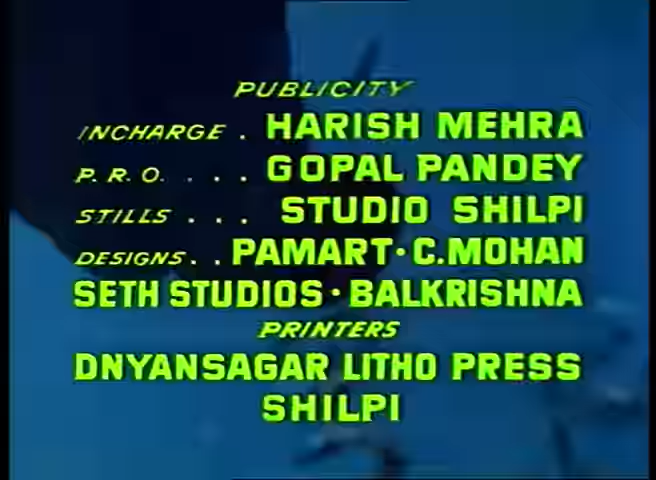 PUBLICITY
INCHARGE . HARISH MEHRA
P. R. O. . . . GOPAL PANDEY
STILLS . . . STUDIO SHILPI
DESIGNS. . PAMART·C.MOHAN
SETH STUDIOS·BALKRISHNA
PRINTERS
DNYANSAGAR LITHO PRESS
SHILPI